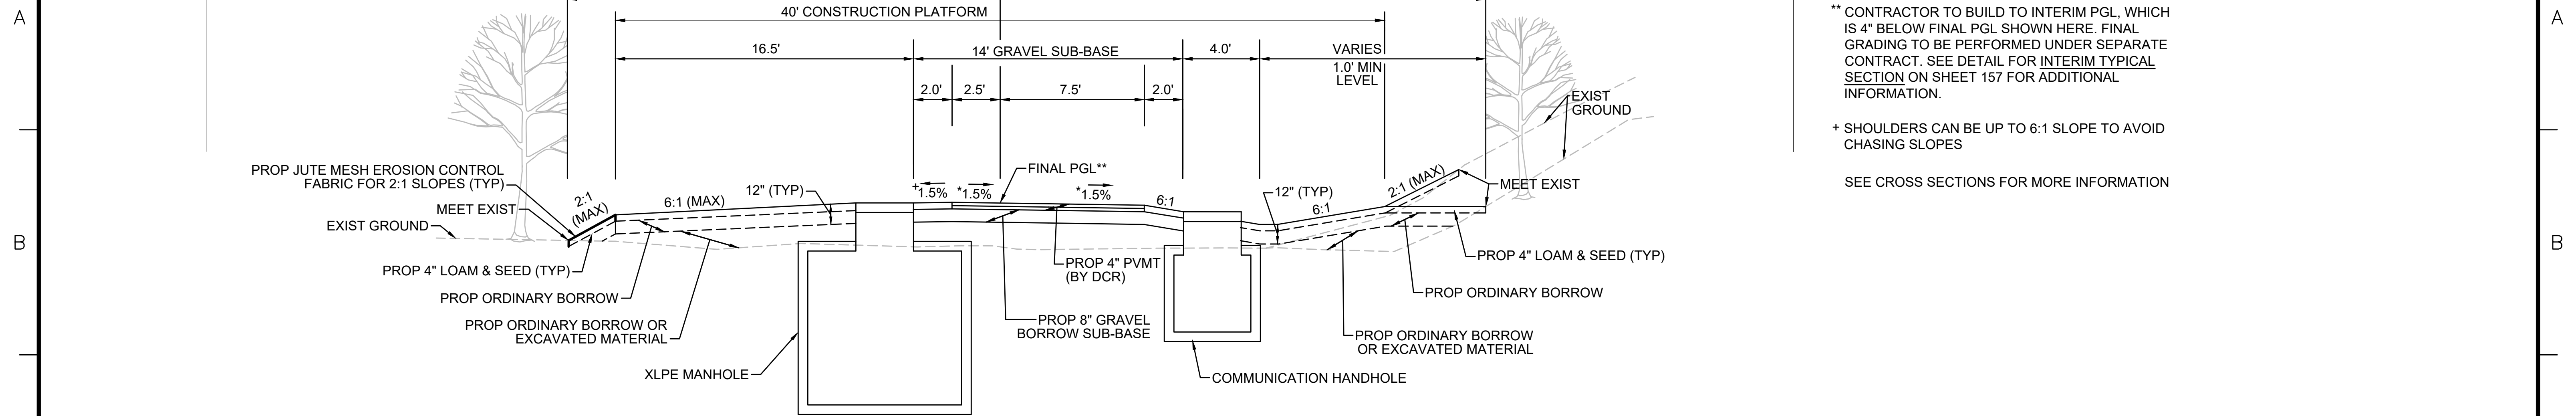 A
40' CONSTRUCTION PLATFORM
16.5'
14' GRAVEL SUB-BASE
4.0'
VARIES
1.0' MIN
LEVEL
2.0'
2.5'
7.5'
2.0'
EXIST
GROUND
PROP JUTE MESH EROSION CONTROL
FABRIC FOR 2:1 SLOPES (TYP)
MEET EXIST
EXIST GROUND
2:1
(MAX)
6:1 (MAX)
12" (TYP)
+1.5%
*1.5%
FINAL PGL**
*1.5%
6:1
12" (TYP)
6:1
2:1 (MAX)
MEET EXIST
B
PROP 4" LOAM & SEED (TYP)
PROP ORDINARY BORROW
PROP ORDINARY BORROW OR
EXCAVATED MATERIAL
XLPE MANHOLE
PROP 4" PVMT
(BY DCR)
PROP 8" GRAVEL
BORROW SUB-BASE
PROP 4" LOAM & SEED (TYP)
PROP ORDINARY BORROW
PROP ORDINARY BORROW
OR EXCAVATED MATERIAL
COMMUNICATION HANDHOLE
** CONTRACTOR TO BUILD TO INTERIM PGL, WHICH
IS 4" BELOW FINAL PGL SHOWN HERE. FINAL
GRADING TO BE PERFORMED UNDER SEPARATE
CONTRACT. SEE DETAIL FOR INTERIM TYPICAL
SECTION ON SHEET 157 FOR ADDITIONAL
INFORMATION.
+ SHOULDERS CAN BE UP TO 6:1 SLOPE TO AVOID
CHASING SLOPES
SEE CROSS SECTIONS FOR MORE INFORMATION
A
B